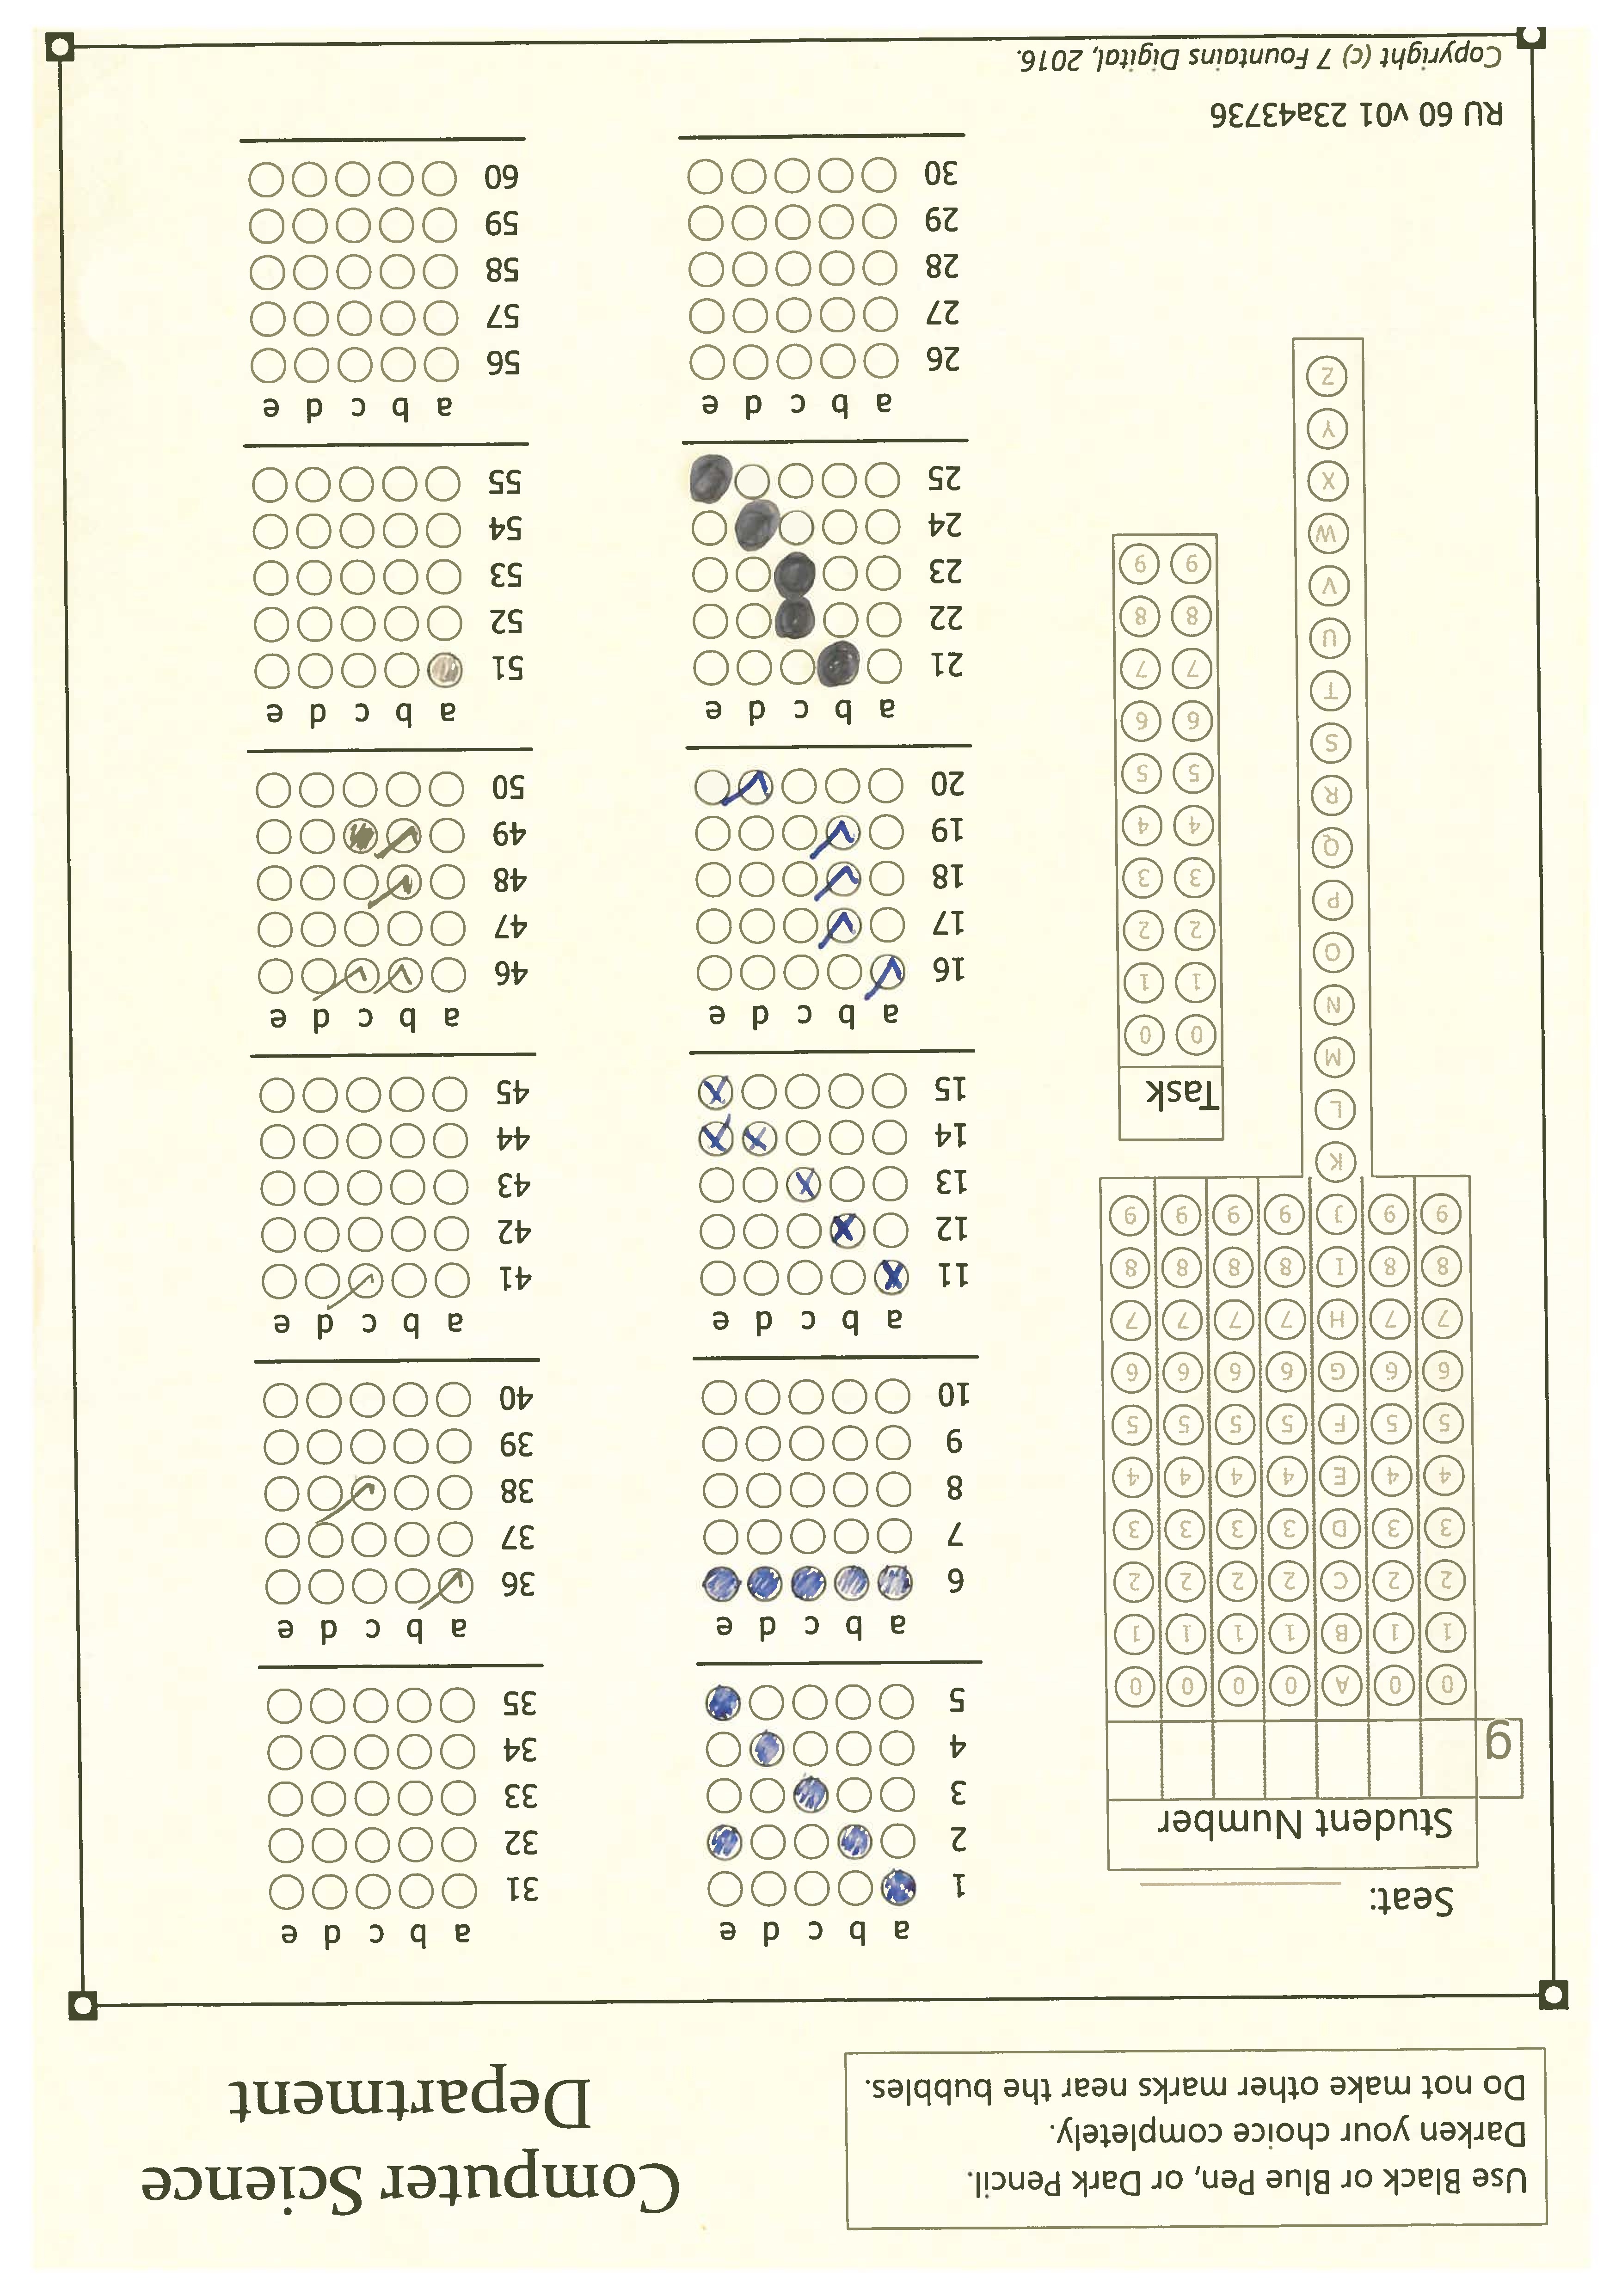 Use Black or Blue Pen, or Dark Pencil.
Darken your choice completely.
Do not make other marks near the bubbles.
Computer Science
Department
Seat:
Student Number
g
0 0 A 0 0 0 0
1 1 B 1 1 1 1
2 2 C 2 2 2 2
3 3 D 3 3 3 3
4 4 E 4 4 4 4
5 5 F 5 5 5 5
6 6 G 6 6 6 6
7 7 H 7 7 7 7
8 8 I 8 8 8 8
9 9 J 9 9 9 9
K
L
M
N
O
P
Q
R
S
T
U
V
W
X
Y
Z
Task
0 0
1 1
2 2
3 3
4 4
5 5
6 6
7 7
8 8
9 9
a b c d e
1
2
3
4
5
6
7
8
9
10
a b c d e
11
12
13
14
15
a b c d e
16
17
18
19
20
a b c d e
21
22
23
24
25
a b c d e
26
27
28
29
30
a b c d e
31
32
33
34
35
a b c d e
36
37
38
39
40
a b c d e
41
42
43
44
45
a b c d e
46
47
48
49
50
a b c d e
51
52
53
54
55
a b c d e
56
57
58
59
60
a b c d e
RU 60 v01 23a43736
Copyright (c) 7 Fountains Digital, 2016.